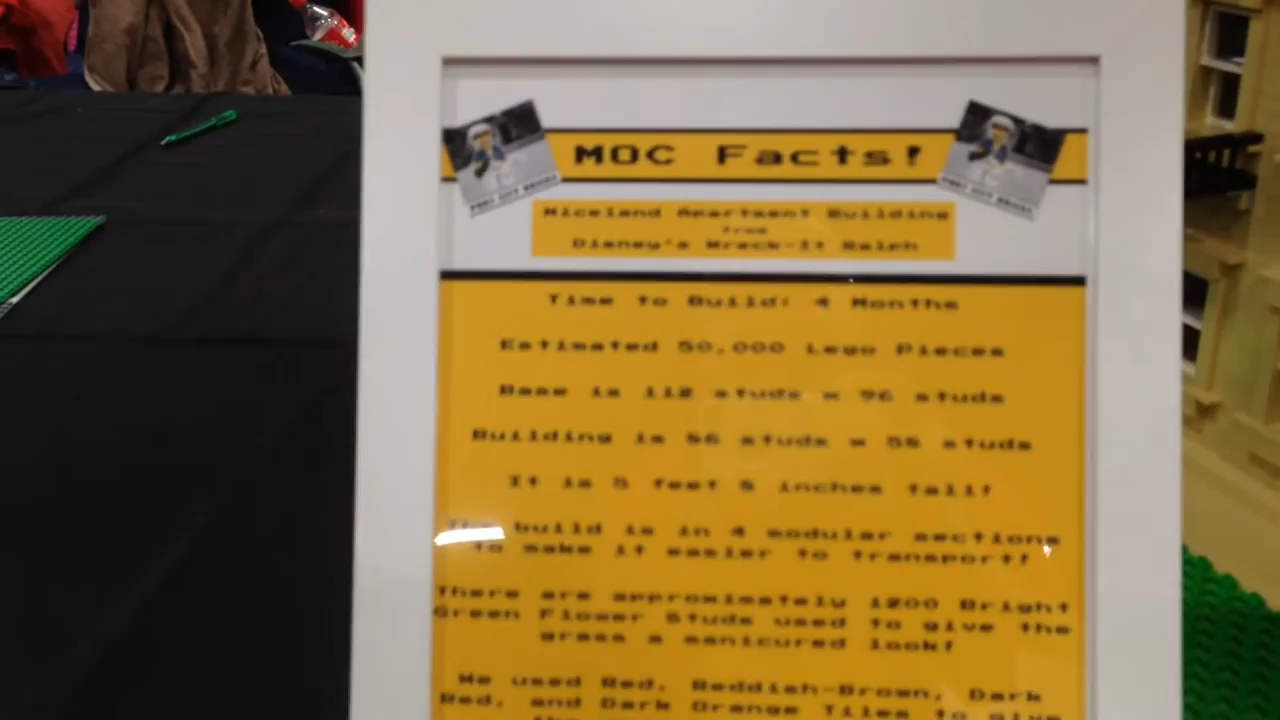 MOC Facts!
Niceland Apartment Building
from
Disney's Wreck-It Ralph
Time to Build: 4 Months
Estimated 50,000 Lego Pieces
Base is 112 studs x 96 studs
Building is 56 studs x 55 studs
It is 5 feet 5 inches tall!
The build is in 4 modular sections
to make it easier to transport!
There are approximately 1200 Bright
Green Flower Studs used to give the
grass a manicured look!
We used Red, Reddish-Brown, Dark
Red, and Dark Orange Tiles to give
the